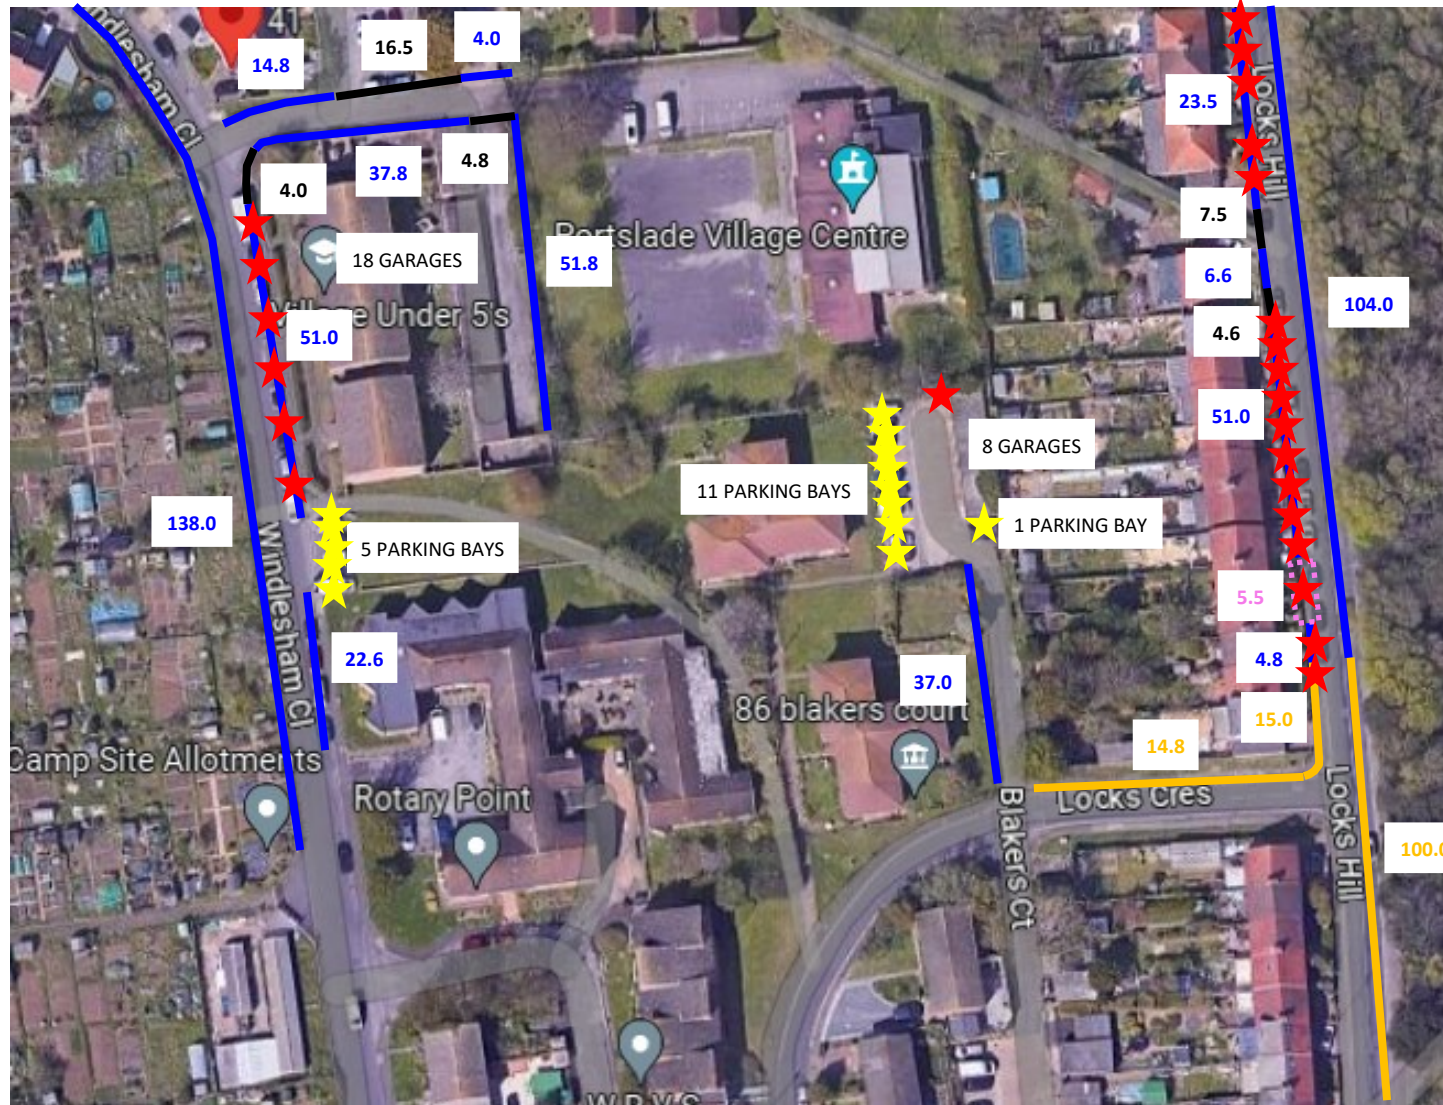 41
ndlesham Cl
14.8
16.5
4.0
23.5
Locks Hill
4.0
37.8
4.8
7.5
Portslade Village Centre
18 GARAGES
51.8
6.6
104.0
Village Under 5's
51.0
4.6
51.0
8 GARAGES
11 PARKING BAYS
138.0
1 PARKING BAY
5 PARKING BAYS
Windlesham Cl
5.5
22.6
4.8
37.0
86 blakers court
15.0
14.8
Camp Site Allotments
Rotary Point
Blakers Ct
Locks Cres
Locks Hill
100.0
W.R.V.S